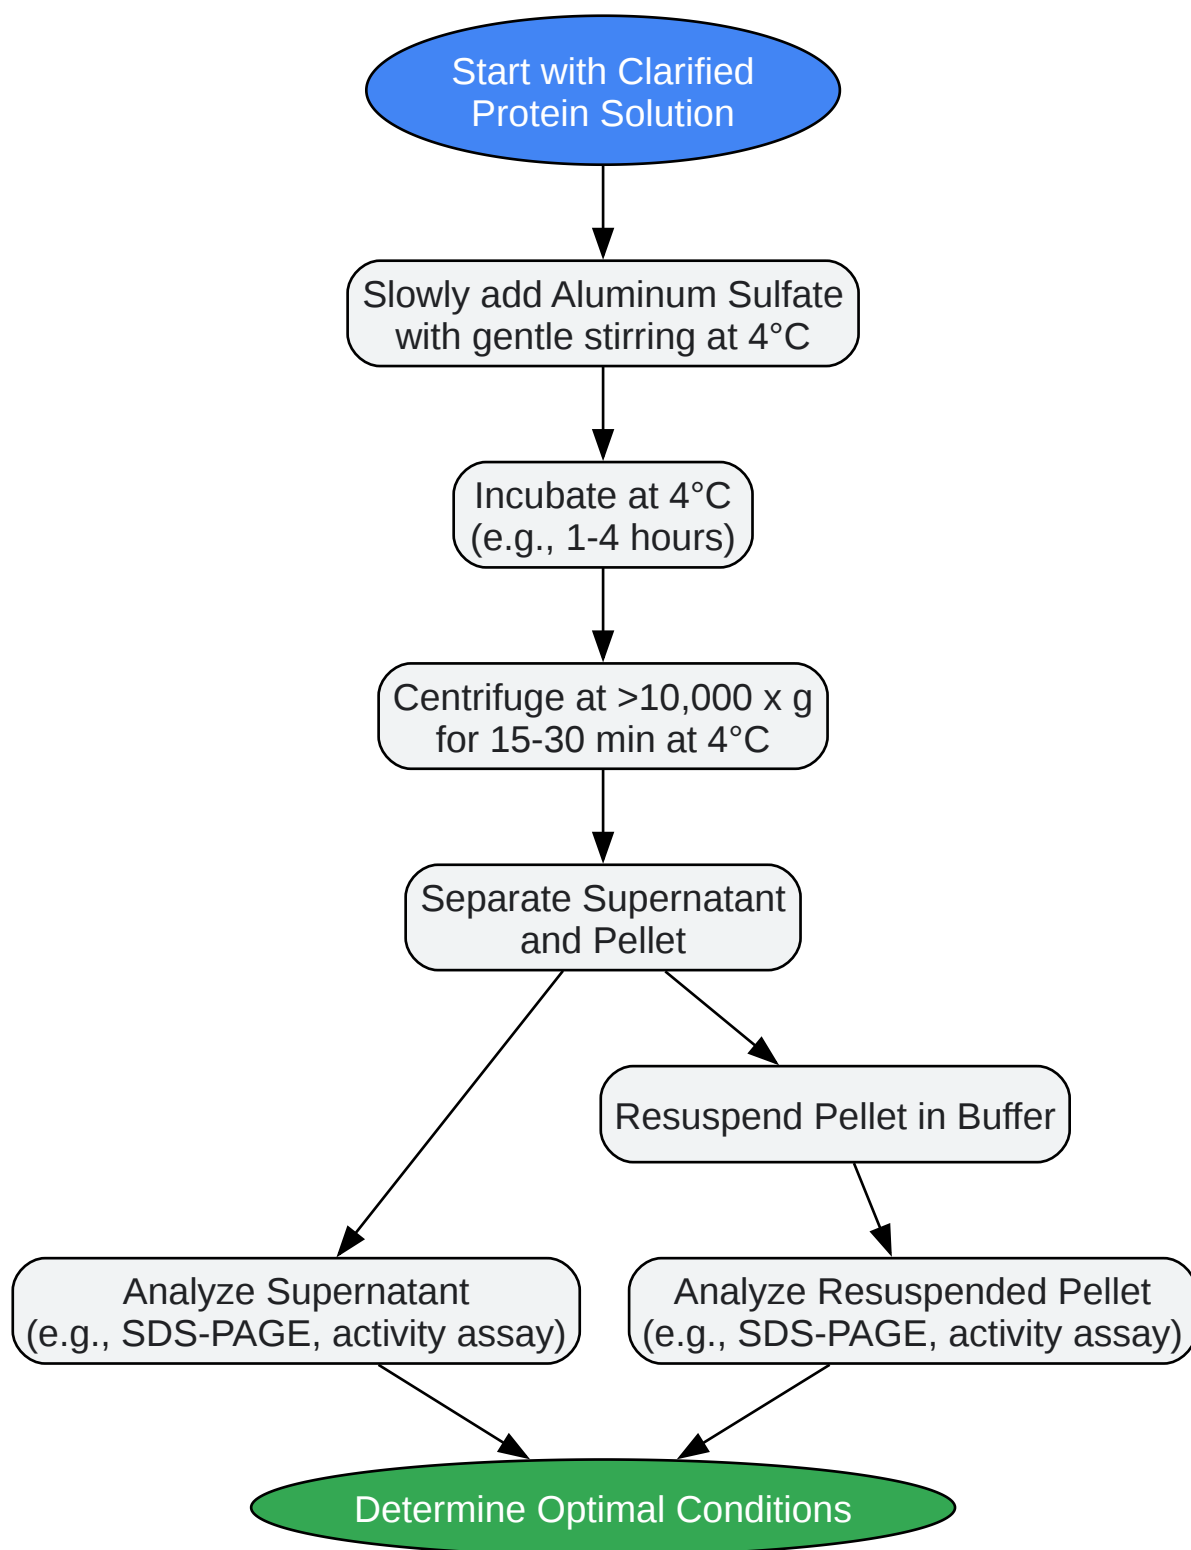 Start with Clarified
Protein Solution
Slowly add Aluminum Sulfate
with gentle stirring at 4°C
Incubate at 4°C
(e.g., 1-4 hours)
Centrifuge at >10,000 x g
for 15-30 min at 4°C
Separate Supernatant
and Pellet
Resuspend Pellet in Buffer
Analyze Supernatant
(e.g., SDS-PAGE, activity assay)
Analyze Resuspended Pellet
(e.g., SDS-PAGE, activity assay)
Determine Optimal Conditions